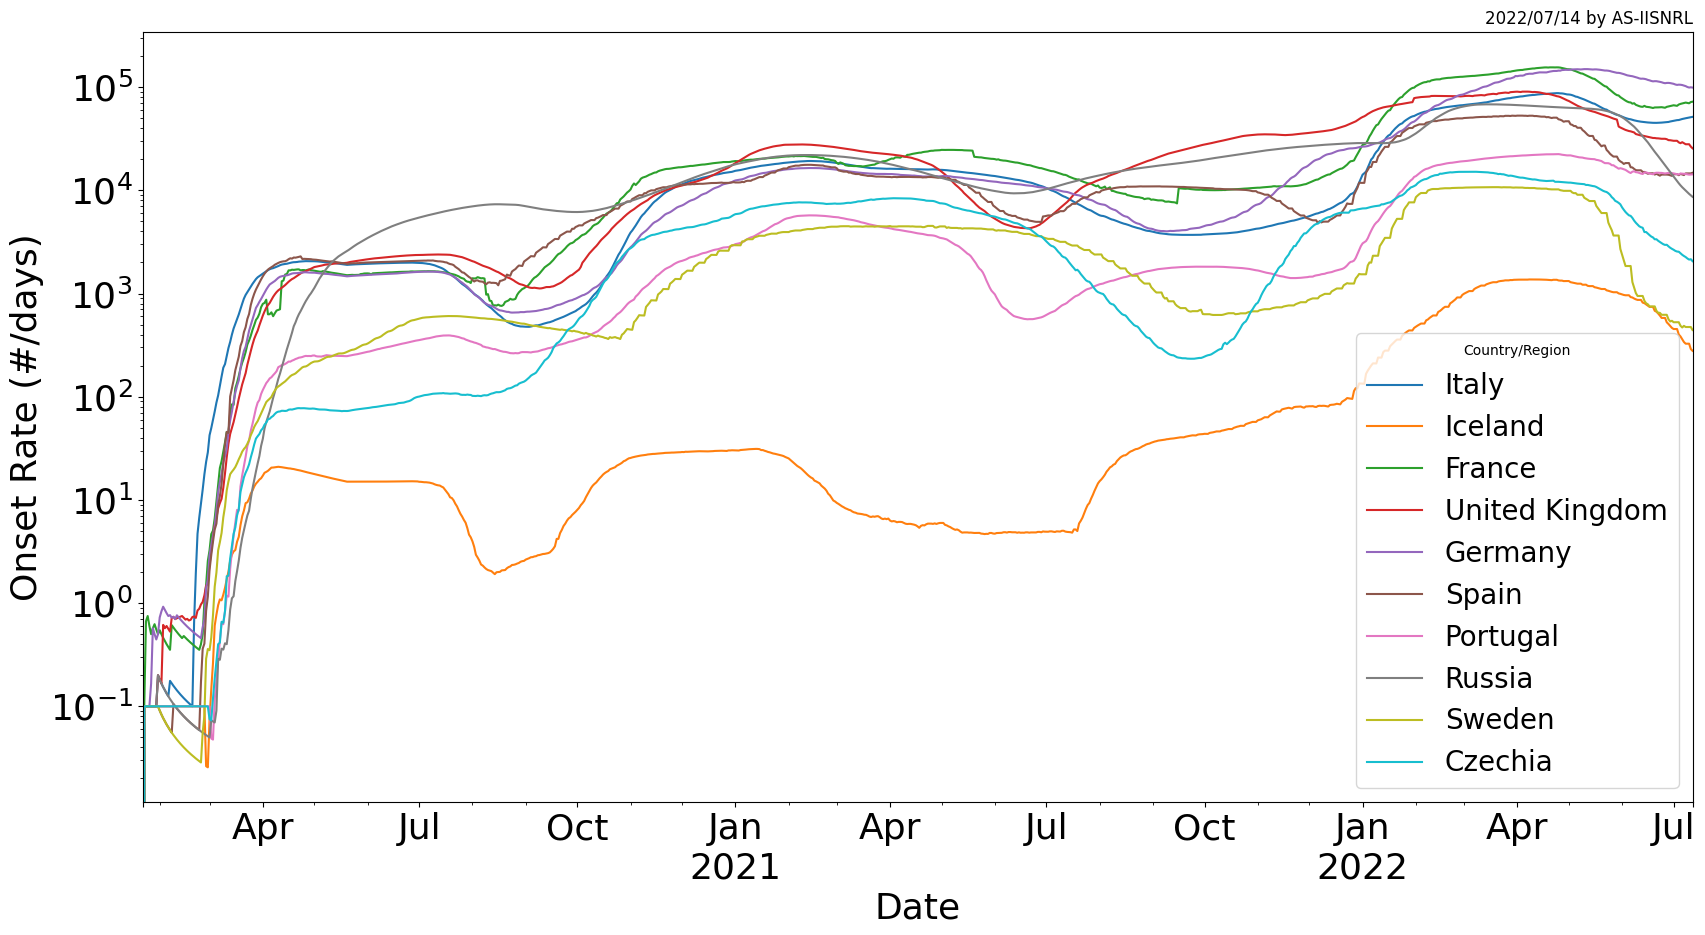 2022/07/14 by AS-IISNRL
Onset Rate (#/days)
10^5
10^4
10^3
10^2
10^1
10^0
10^−1
Country/Region
Italy
Iceland
France
United Kingdom
Germany
Spain
Portugal
Russia
Sweden
Czechia
Apr Jul Oct Jan Apr Jul Oct Jan Apr Jul
2021 2022
Date